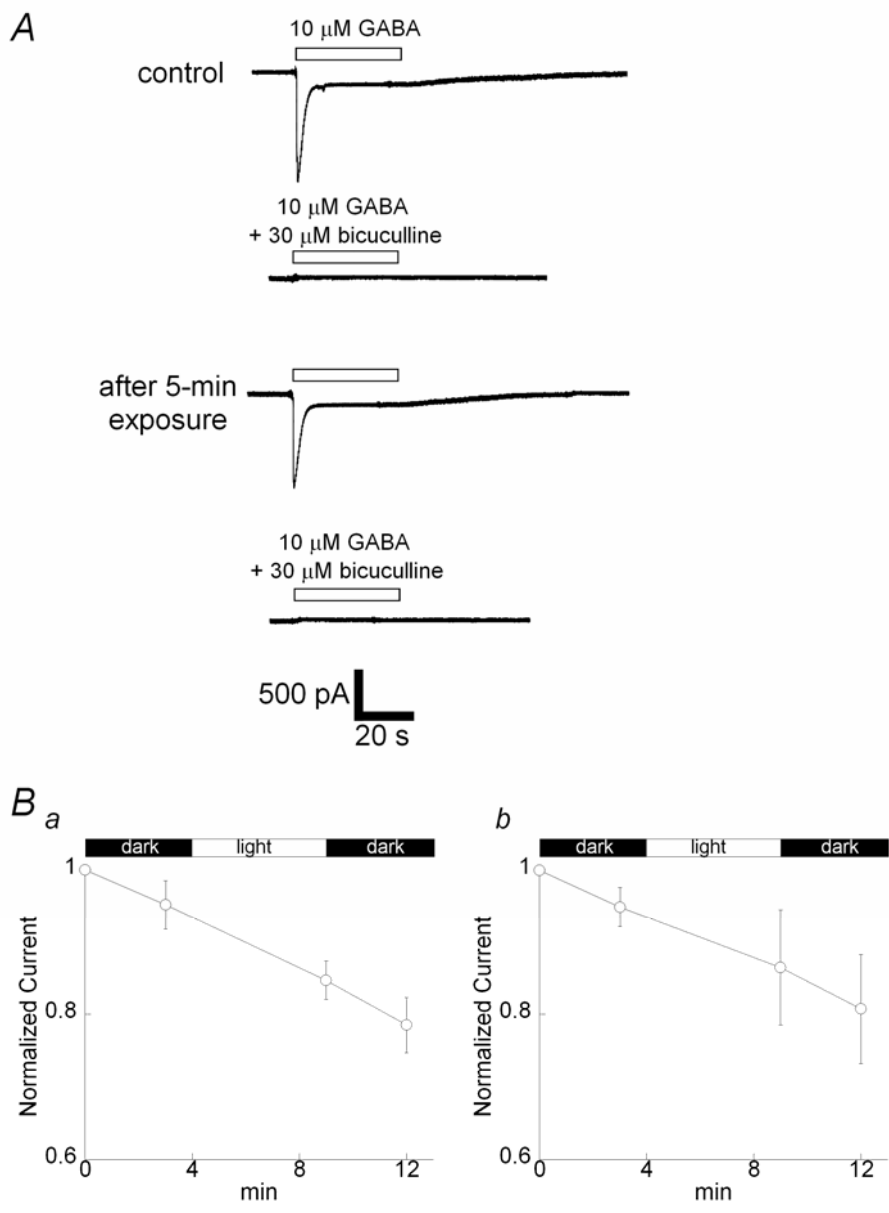 A
10 μM GABA
control
10 μM GABA
+ 30 μM bicuculline
after 5-min
exposure
10 μM GABA
+ 30 μM bicuculline
500 pA
20 s
B
a
dark light dark
1
0.8
0.6
Normalized Current
0 4 8 12
min
b
dark light dark
1
0.8
0.6
Normalized Current
0 4 8 12
min